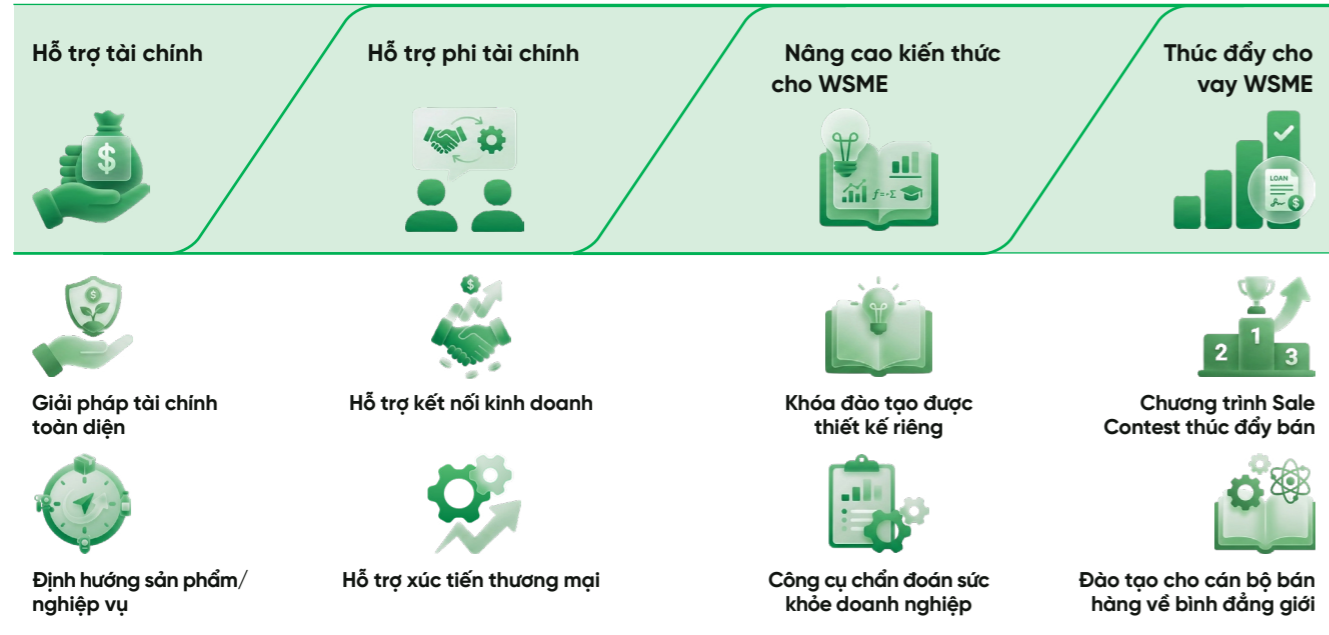 Hỗ trợ tài chính
Hỗ trợ phi tài chính
Nâng cao kiến thức
cho WSME
Thúc đẩy cho
vay WSME
$
f=-Σ
LOAN
$
$
$
1
2
3
Giải pháp tài chính
toàn diện
Hỗ trợ kết nối kinh doanh
Khóa đào tạo được
thiết kế riêng
Chương trình Sale
Contest thúc đẩy bán
Định hướng sản phẩm/
nghiệp vụ
Hỗ trợ xúc tiến thương mại
Công cụ chẩn đoán sức
khỏe doanh nghiệp
Đào tạo cho cán bộ bán
hàng về bình đẳng giới